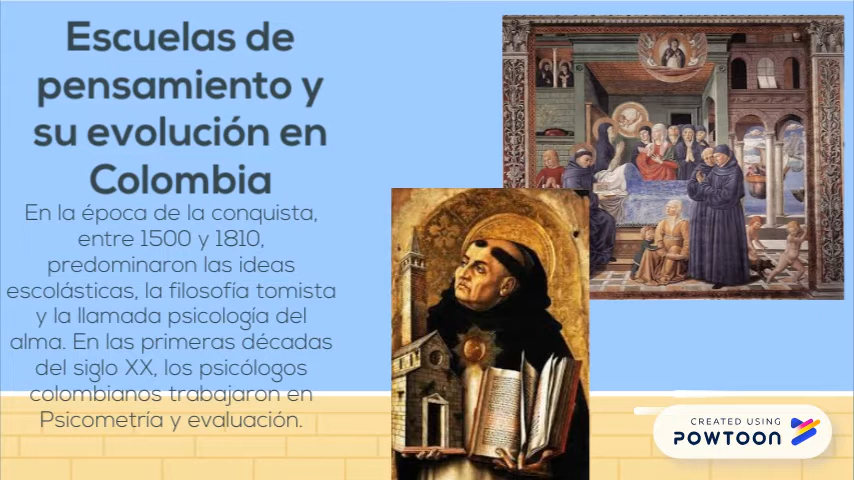 Escuelas de
pensamiento y
su evolución en
Colombia
En la época de la conquista,
entre 1500 y 1810,
predominaron las ideas
escolásticas, la filosofía tomista
y la llamada psicología del
alma. En las primeras décadas
del siglo XX, los psicólogos
colombianos trabajaron en
Psicometría y evaluación.
CREATED USING
POWTOON